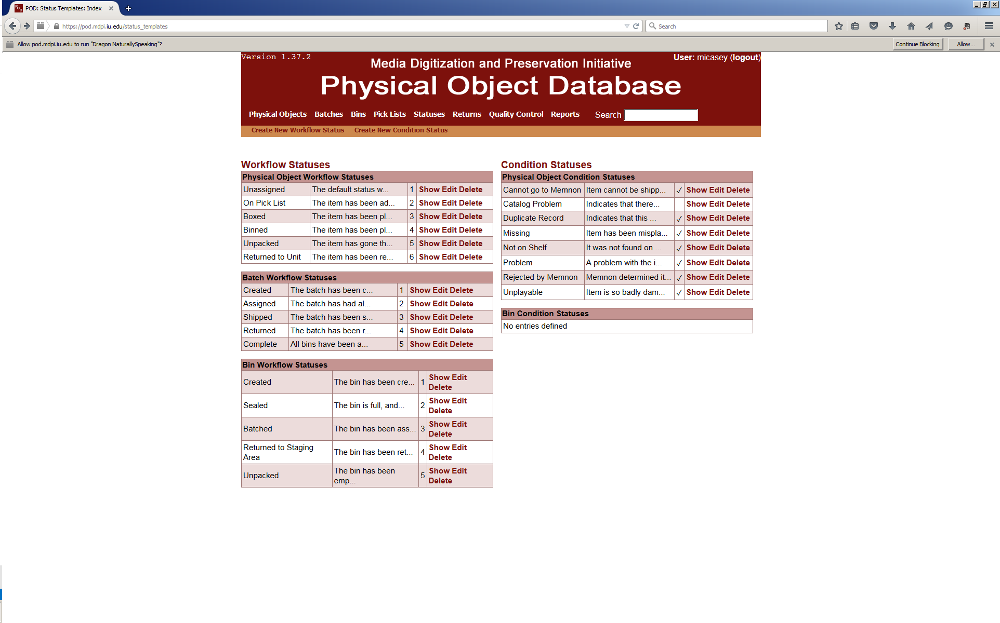 POD: Status Templates: Index
https://pod.mdpi.iu.edu/status_templates
Search
Allow pod.mdpi.iu.edu to run "Dragon NaturallySpeaking"?
Continue Blocking
Allow...
Version 1.37.2
User: micasey (logout)
Media Digitization and Preservation Initiative
Physical Object Database
Physical Objects Batches Bins Pick Lists Statuses Returns Quality Control Reports Search
Create New Workflow Status Create New Condition Status
Workflow Statuses
Physical Object Workflow Statuses
Unassigned The default status w... 1 Show Edit Delete
On Pick List The item has been ad... 2 Show Edit Delete
Boxed The item has been pl... 3 Show Edit Delete
Binned The item has been pl... 4 Show Edit Delete
Unpacked The item has gone th... 5 Show Edit Delete
Returned to Unit The item has been re... 6 Show Edit Delete
Batch Workflow Statuses
Created The batch has been c... 1 Show Edit Delete
Assigned The batch has had al... 2 Show Edit Delete
Shipped The batch has been s... 3 Show Edit Delete
Returned The batch has been r... 4 Show Edit Delete
Complete All bins have been a... 5 Show Edit Delete
Bin Workflow Statuses
Created The bin has been cre... 1 Show Edit
Delete
Sealed The bin is full, and... 2 Show Edit
Delete
Batched The bin has been ass... 3 Show Edit
Delete
Returned to Staging
Area The bin has been ret... 4 Show Edit
Delete
Unpacked The bin has been
emp... 5 Show Edit
Delete
Condition Statuses
Physical Object Condition Statuses
Cannot go to Memnon Item cannot be shipp... ✓ Show Edit Delete
Catalog Problem Indicates that there... Show Edit Delete
Duplicate Record Indicates that this ... ✓ Show Edit Delete
Missing Item has been mispla... ✓ Show Edit Delete
Not on Shelf It was not found on ... ✓ Show Edit Delete
Problem A problem with the i... ✓ Show Edit Delete
Rejected by Memnon Memnon determined it... ✓ Show Edit Delete
Unplayable Item is so badly dam... ✓ Show Edit Delete
Bin Condition Statuses
No entries defined